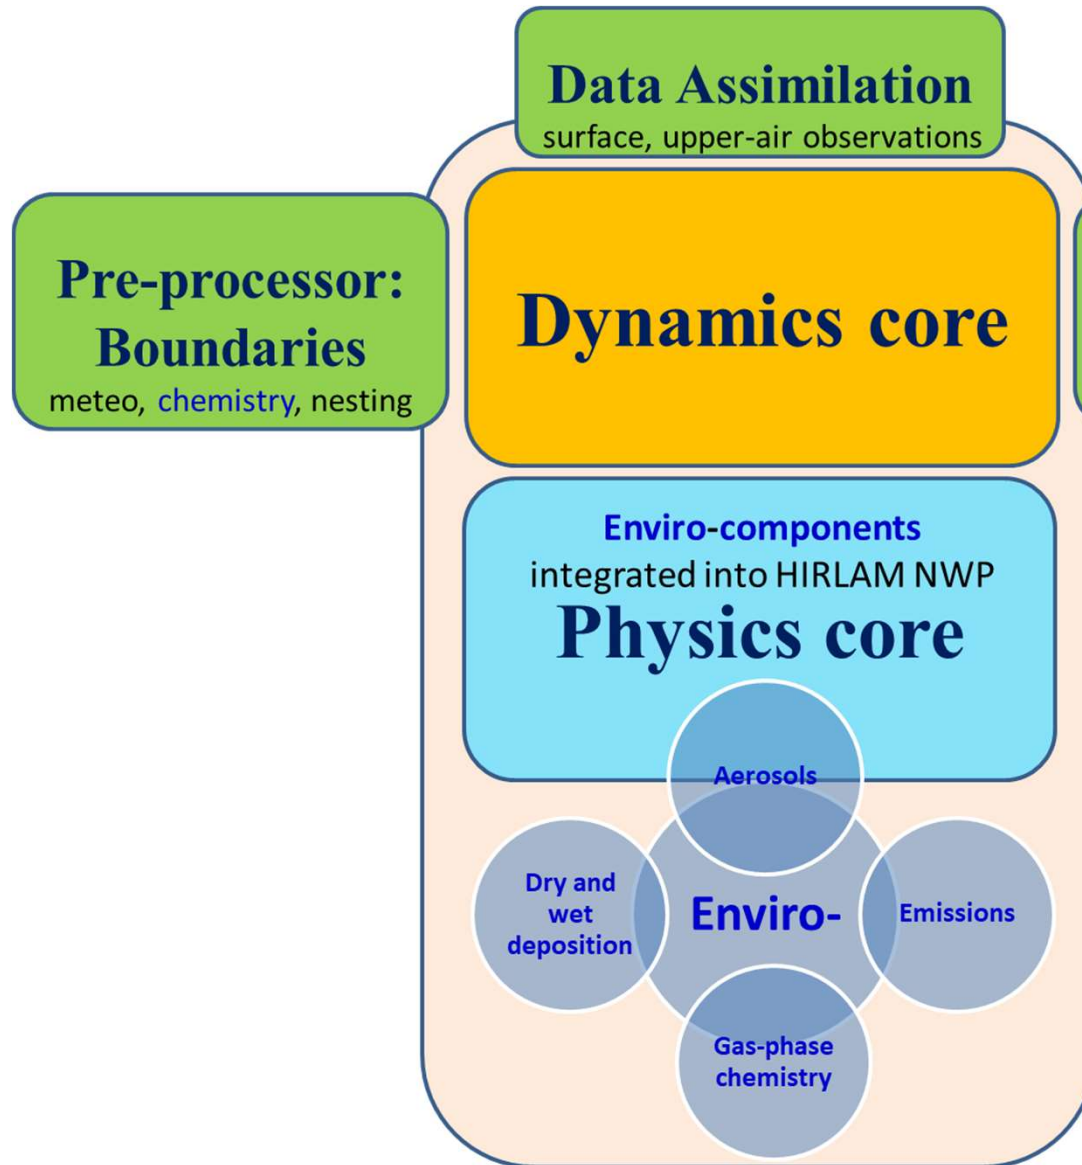 Data Assimilation
surface, upper-air observations
Pre-processor:
Boundaries
meteo, chemistry, nesting
Dynamics core
Enviro-components
integrated into HIRLAM NWP
Physics core
Aerosols
Dry and
wet
deposition
Enviro-
Emissions
Gas-phase
chemistry